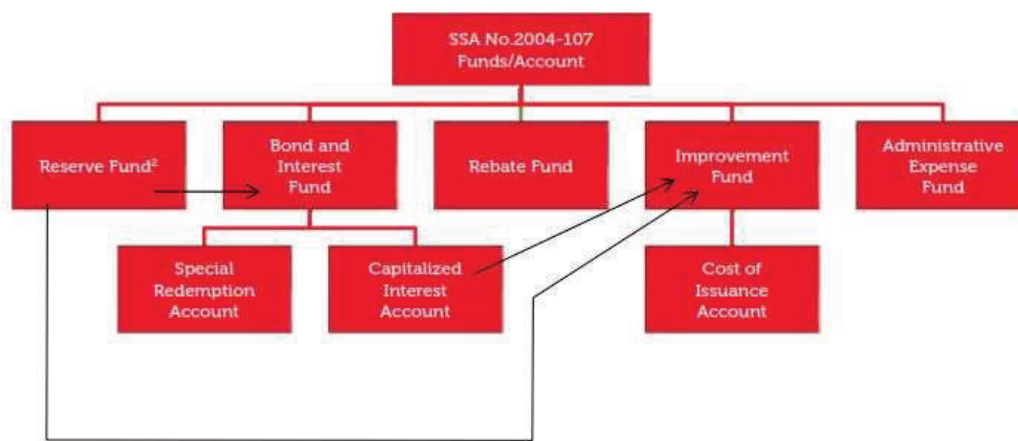 SSA No.2004-107
Funds/Account
Reserve Fund²
Bond and
Interest
Fund
Rebate Fund
Improvement
Fund
Administrative
Expense
Fund
Special
Redemption
Account
Capitalized
Interest
Account
Cost of
Issuance
Account